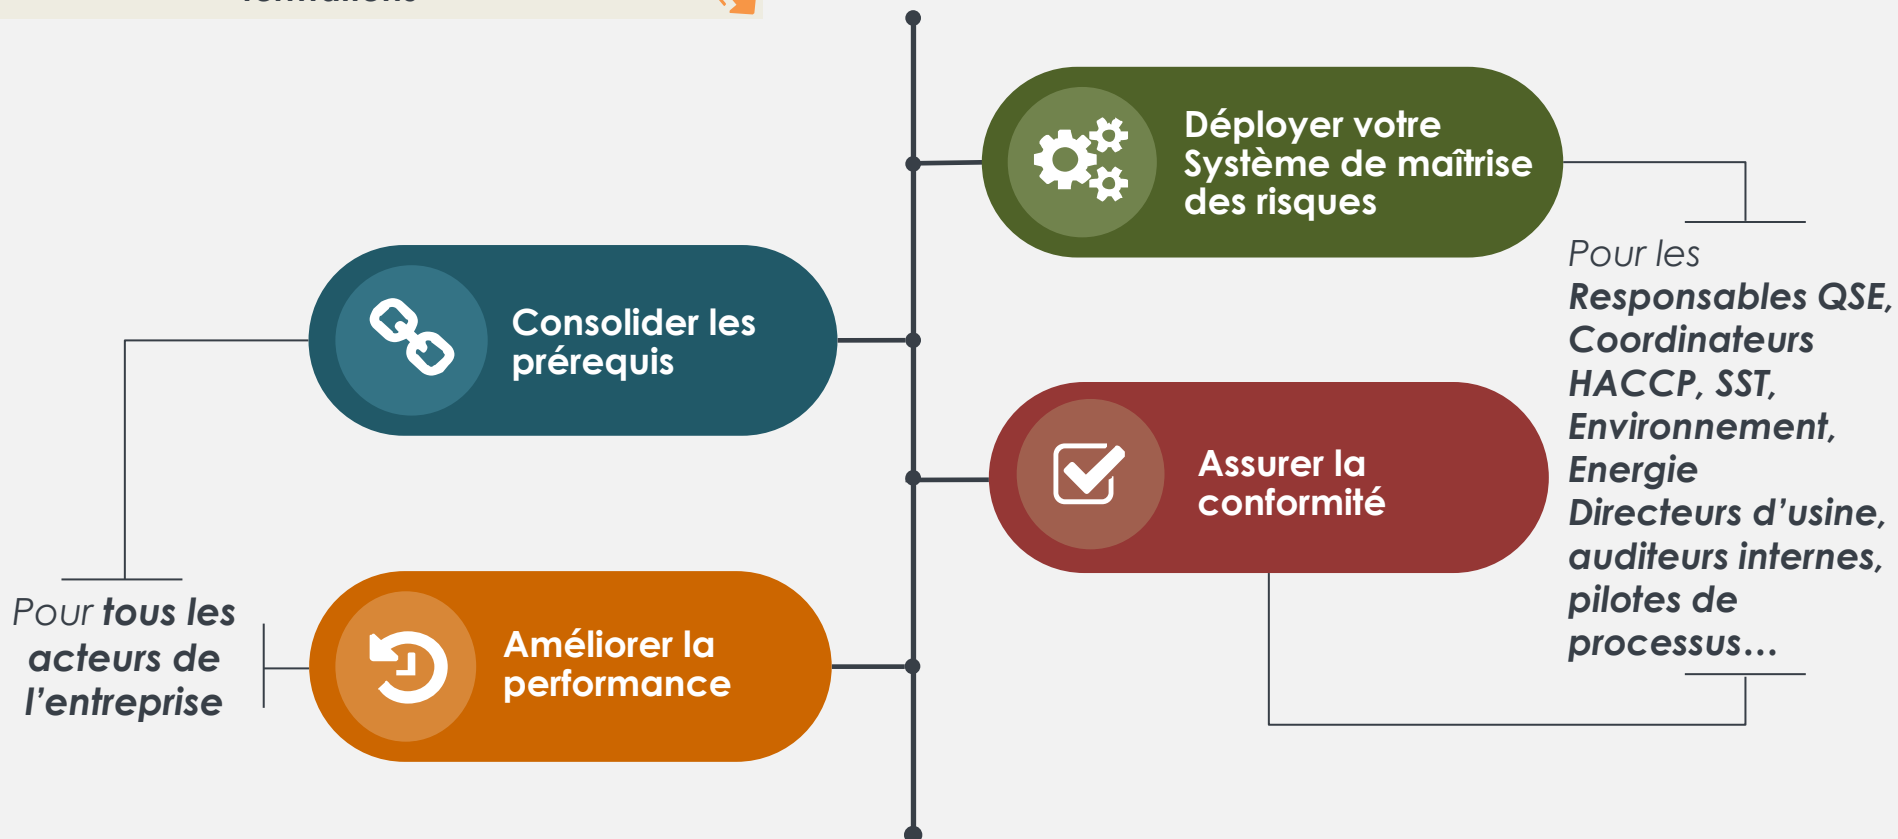 Déployer votre
Système de maîtrise
des risques
Consolider les
prérequis
Pour les
Responsables QSE,
Coordinateurs
HACCP, SST,
Environnement,
Energie
Directeurs d’usine,
auditeurs internes,
pilotes de
processus…
Assurer la
conformité
Pour tous les
acteurs de
l’entreprise
Améliorer la
performance